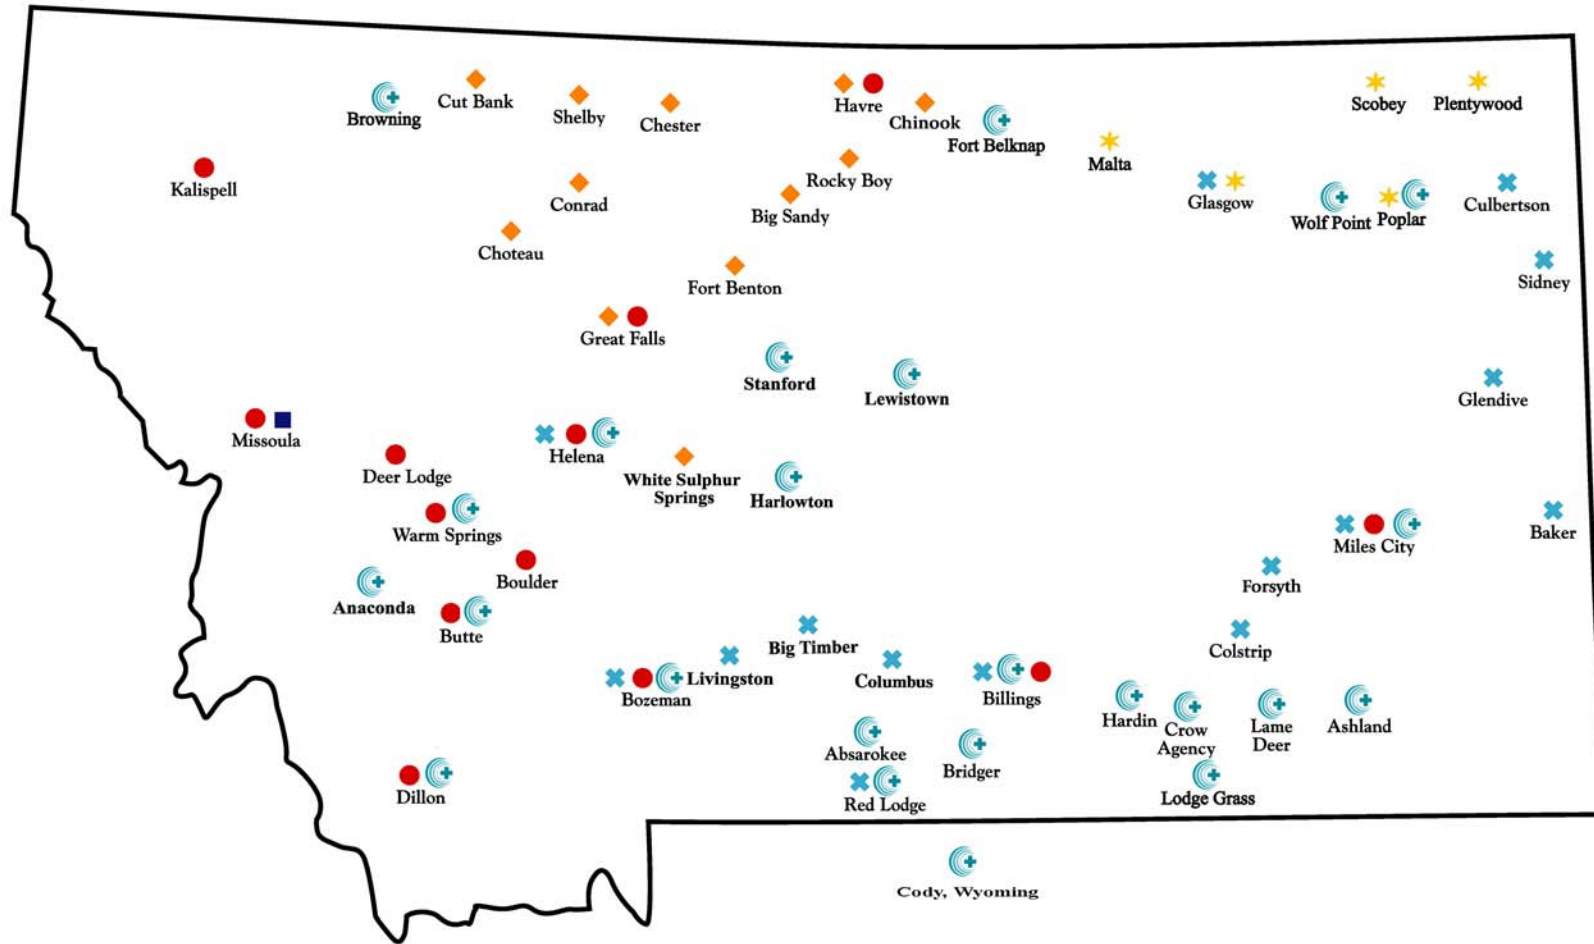 Cut Bank
Browning
Shelby
Chester
Havre
Chinook
Fort Belknap
Scobey
Plentywood
Malta
Kalispell
Conrad
Rocky Boy
Big Sandy
Glasgow
Wolf Point
Poplar
Culbertson
Choteau
Fort Benton
Sidney
Great Falls
Stanford
Lewistown
Glendive
Missoula
Helena
Deer Lodge
White Sulphur
Springs
Harlowton
Warm Springs
Miles City
Baker
Boulder
Forsyth
Anaconda
Butte
Big Timber
Colstrip
Livingston
Columbus
Bozeman
Billings
Hardin
Crow
Agency
Lame
Deer
Ashland
Absarokee
Bridger
Dillon
Red Lodge
Lodge Grass
Cody, Wyoming